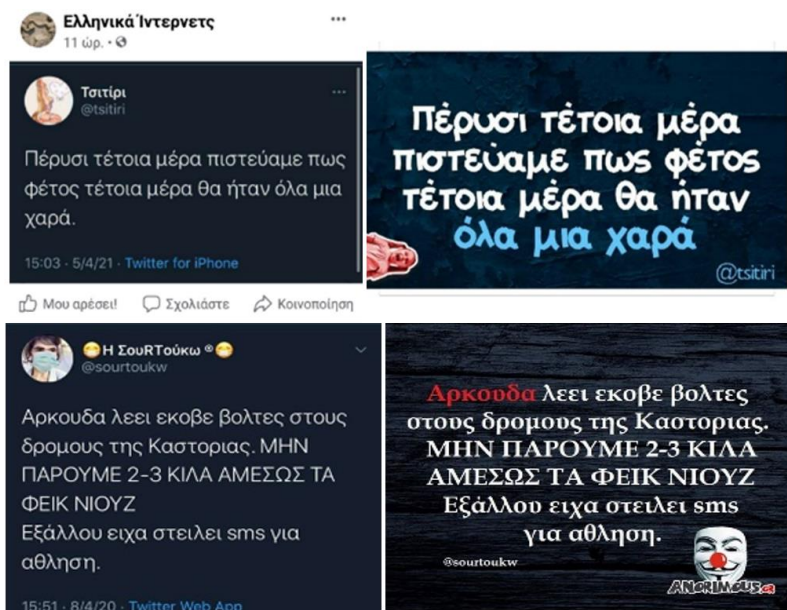 Ελληνικά Ίντερνετς
11 ώρ.
Τσιτίρι
@tsitiri
Πέρυσι τέτοια μέρα πιστεύαμε πως
φέτος τέτοια μέρα θα ήταν όλα μια
χαρά.
15:03 · 5/4/21 · Twitter for iPhone
Μου αρέσει! Σχολιάστε Κοινοποίηση
Πέρυσι τέτοια μέρα
πιστεύαμε πως φέτος
τέτοια μέρα θα ήταν
όλα μια χαρά
@tsitiri
Η ΣουRΤούκω ®
@sourtoukw
Αρκουδα λεει εκοβε βολτες στους
δρομους της Καστοριας. ΜΗΝ
ΠΑΡΟΥΜΕ 2-3 ΚΙΛΑ ΑΜΕΣΩΣ ΤΑ
ΦΕΙΚ ΝΙΟΥΖ
Εξάλλου ειχα στειλει sms για
αθληση.
15:51 · 8/4/20 · Twitter Web App
Αρκουδα λεει εκοβε βολτες
στους δρομους της Καστοριας.
ΜΗΝ ΠΑΡΟΥΜΕ 2-3 ΚΙΛΑ
ΑΜΕΣΩΣ ΤΑ ΦΕΙΚ ΝΙΟΥΖ
Εξάλλου ειχα στειλει sms
για αθληση.
@sourtoukw
ANORIMOUS.GR